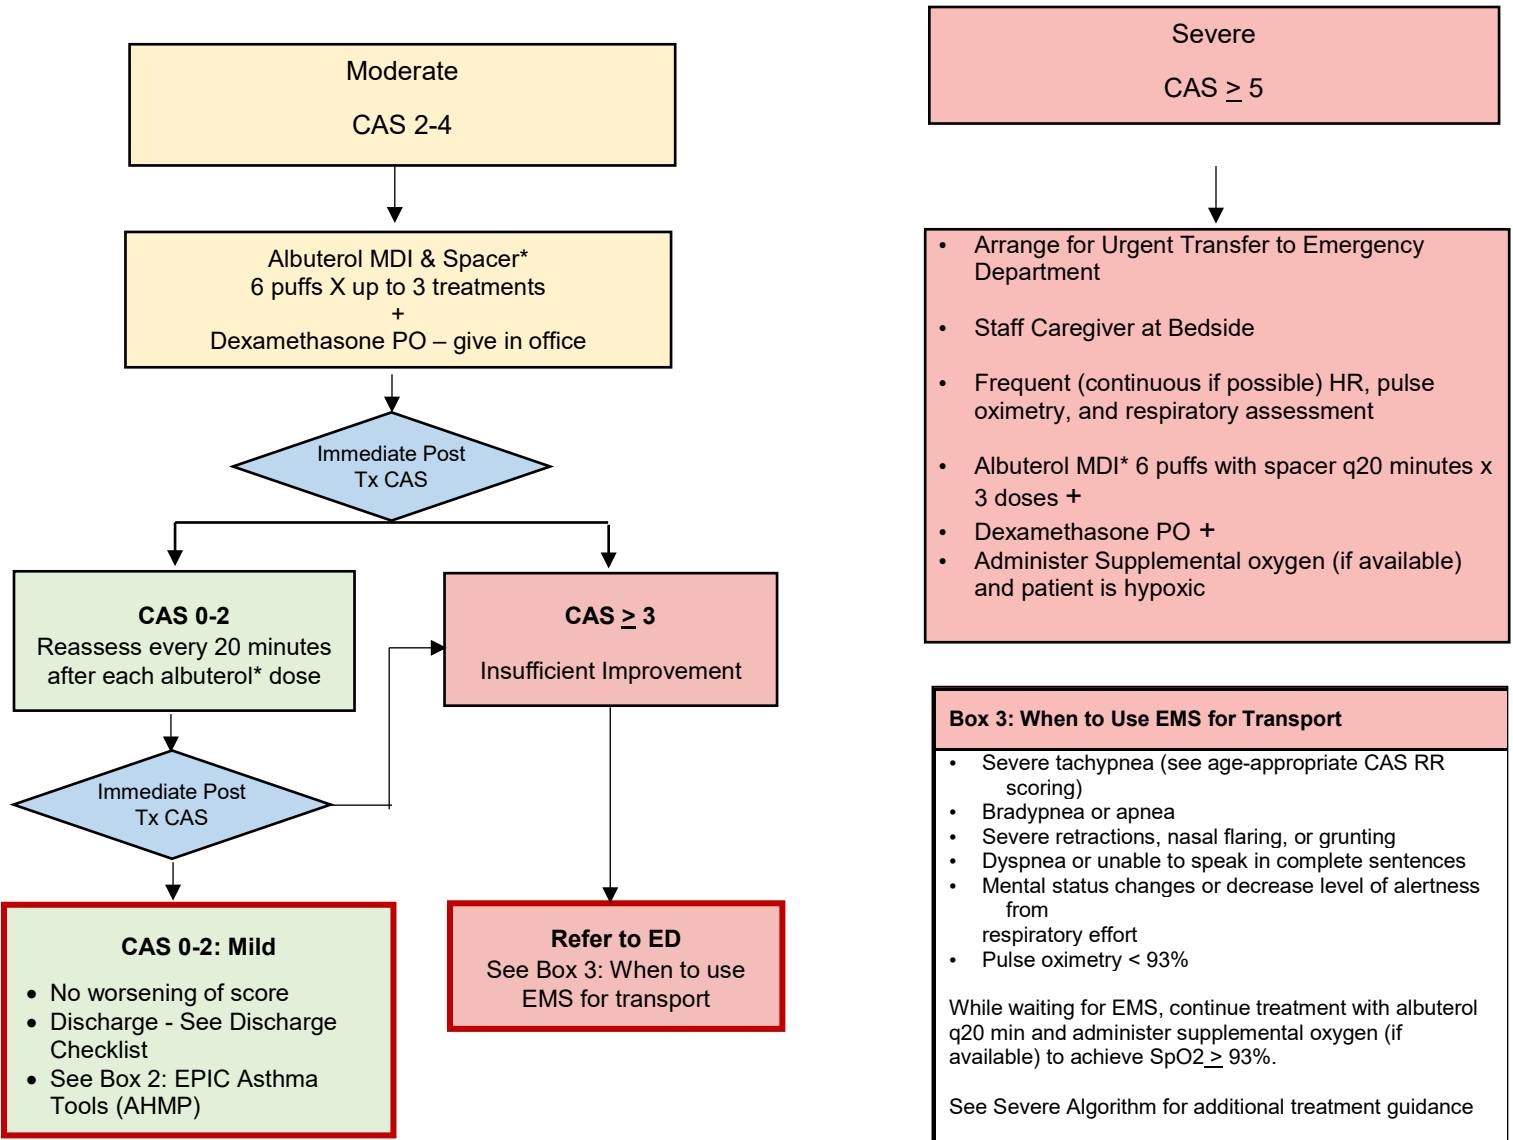 Moderate
CAS 2-4
Albuterol MDI & Spacer*
6 puffs X up to 3 treatments
+
Dexamethasone PO – give in office
Immediate Post
Tx CAS
CAS 0-2
Reassess every 20 minutes
after each albuterol* dose
CAS ≥ 3
Insufficient Improvement
Immediate Post
Tx CAS
CAS 0-2: Mild
• No worsening of score
• Discharge - See Discharge
Checklist
• See Box 2: EPIC Asthma
Tools (AHMP)
Refer to ED
See Box 3: When to use
EMS for transport
Severe
CAS ≥ 5
• Arrange for Urgent Transfer to Emergency
Department
• Staff Caregiver at Bedside
• Frequent (continuous if possible) HR, pulse
oximetry, and respiratory assessment
• Albuterol MDI* 6 puffs with spacer q20 minutes x
3 doses +
• Dexamethasone PO +
• Administer Supplemental oxygen (if available)
and patient is hypoxic
Box 3: When to Use EMS for Transport
• Severe tachypnea (see age-appropriate CAS RR
scoring)
• Bradypnea or apnea
• Severe retractions, nasal flaring, or grunting
• Dyspnea or unable to speak in complete sentences
• Mental status changes or decrease level of alertness
from
respiratory effort
• Pulse oximetry < 93%
While waiting for EMS, continue treatment with albuterol
q20 min and administer supplemental oxygen (if
available) to achieve SpO2 ≥ 93%.
See Severe Algorithm for additional treatment guidance